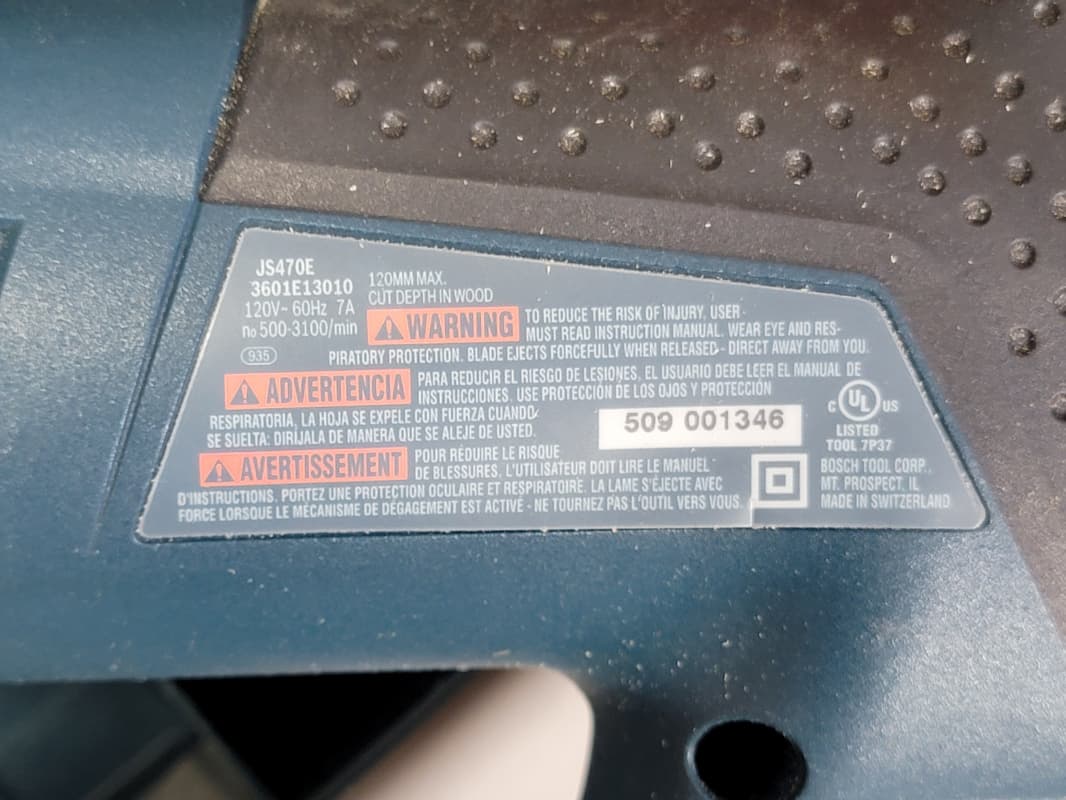 JS470E
3601E13010
120V~ 60Hz 7A
n₀ 500-3100/min
935
120MM MAX.
CUT DEPTH IN WOOD
WARNING TO REDUCE THE RISK OF INJURY, USER
MUST READ INSTRUCTION MANUAL. WEAR EYE AND RES-
PIRATORY PROTECTION. BLADE EJECTS FORCEFULLY WHEN RELEASED - DIRECT AWAY FROM YOU.
ADVERTENCIA PARA REDUCIR EL RIESGO DE LESIONES, EL USUARIO DEBE LEER EL MANUAL DE
INSTRUCCIONES. USE PROTECCIÓN DE LOS OJOS Y PROTECCIÓN
RESPIRATORIA, LA HOJA SE EXPELE CON FUERZA CUANDO
SE SUELTA: DIRÍJALA DE MANERA QUE SE ALEJE DE USTED.
509 001346
AVERTISSEMENT POUR RÉDUIRE LE RISQUE
DE BLESSURES, L'UTILISATEUR DOIT LIRE LE MANUEL
D'INSTRUCTIONS. PORTEZ UNE PROTECTION OCULAIRE ET RESPIRATOIRE. LA LAME S'ÉJECTE AVEC
FORCE LORSQUE LE MÉCANISME DE DÉGAGEMENT EST ACTIVE - NE TOURNEZ PAS L'OUTIL VERS VOUS.
C UL US
LISTED
TOOL 7P37
BOSCH TOOL CORP.,
MT. PROSPECT, IL
MADE IN SWITZERLAND